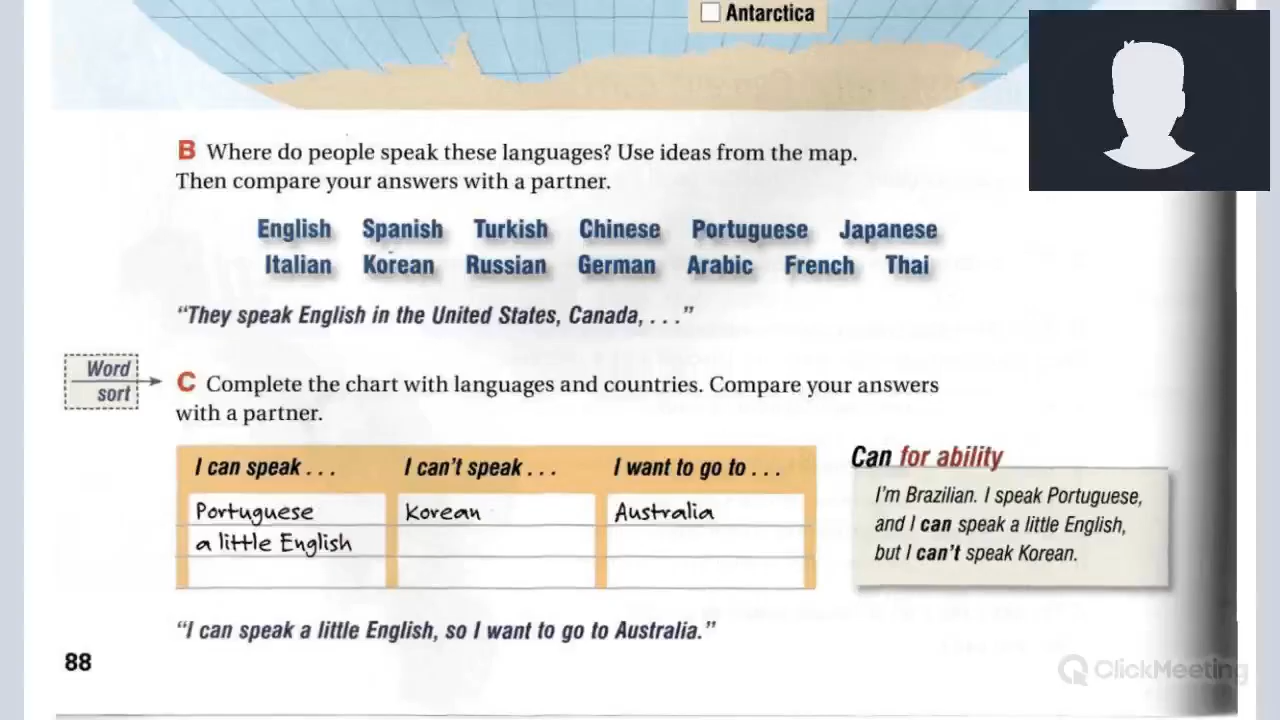 Antarctica
B Where do people speak these languages? Use ideas from the map.
Then compare your answers with a partner.
English Spanish Turkish Chinese Portuguese Japanese
Italian Korean Russian German Arabic French Thai
“They speak English in the United States, Canada, . . .”
Word
sort
C Complete the chart with languages and countries. Compare your answers
with a partner.
I can speak . . . I can't speak . . . I want to go to . . .
Portuguese Korean Australia
a little English
Can for ability
I'm Brazilian. I speak Portuguese,
and I can speak a little English,
but I can't speak Korean.
“I can speak a little English, so I want to go to Australia.”
88
ClickMeeting